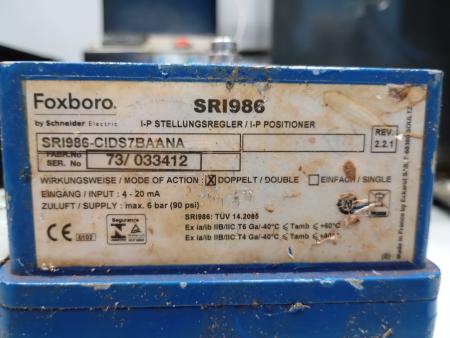 Foxboro.
by Schneider Electric
SRI986
I-P STELLUNGSREGLER / I-P POSITIONER
SRI986-CIDS7BAANA
REV.
2.2.1
FABR.No
SER. No
73/ 033412
WIRKUNGSWEISE / MODE OF ACTION : X DOPPELT / DOUBLE EINFACH / SINGLE
EINGANG / INPUT : 4 - 20 mA
ZULUFT / SUPPLY : max. 6 bar (90 psi)
SRI986: TÜV 14.2085
CE 0102
Segurança
Ex ia/ib IIB/IIC T6 Ga/-40°C ≤ Tamb ≤ +60°C
Ex ia/ib IIB/IIC T4 Ga/-40°C ≤ Tamb ≤
Made in France by Eckardt S.A.